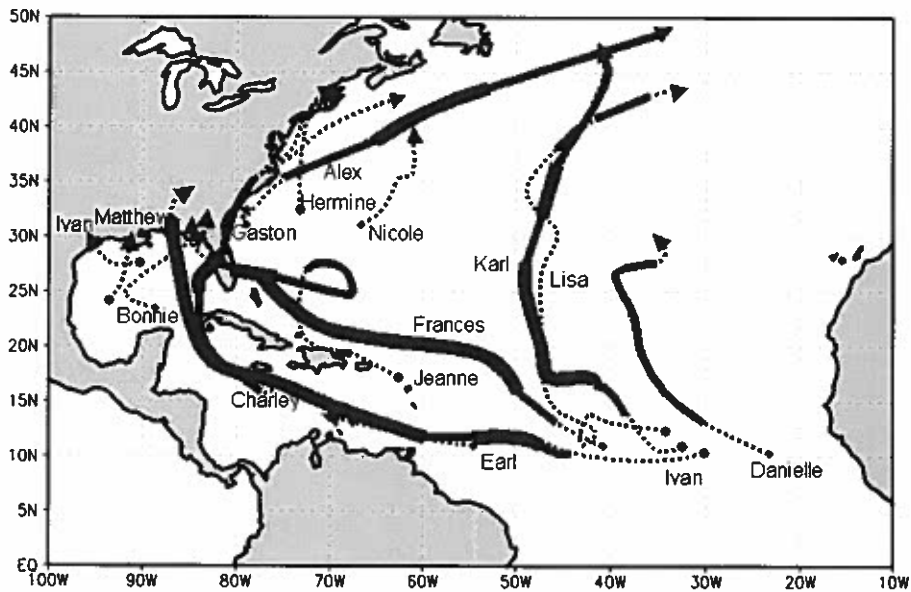 50N
45N
40N
35N
30N
25N
20N
15N
10N
5N
EQ
Alex
Hermine
Ivan
Matthew
Gaston
Nicole
Karl
Lisa
Bonnie
Frances
Jeanne
Charley
Earl
Ivan
Danielle
100W
90W
80W
70W
60W
50W
40W
30W
20W
10W